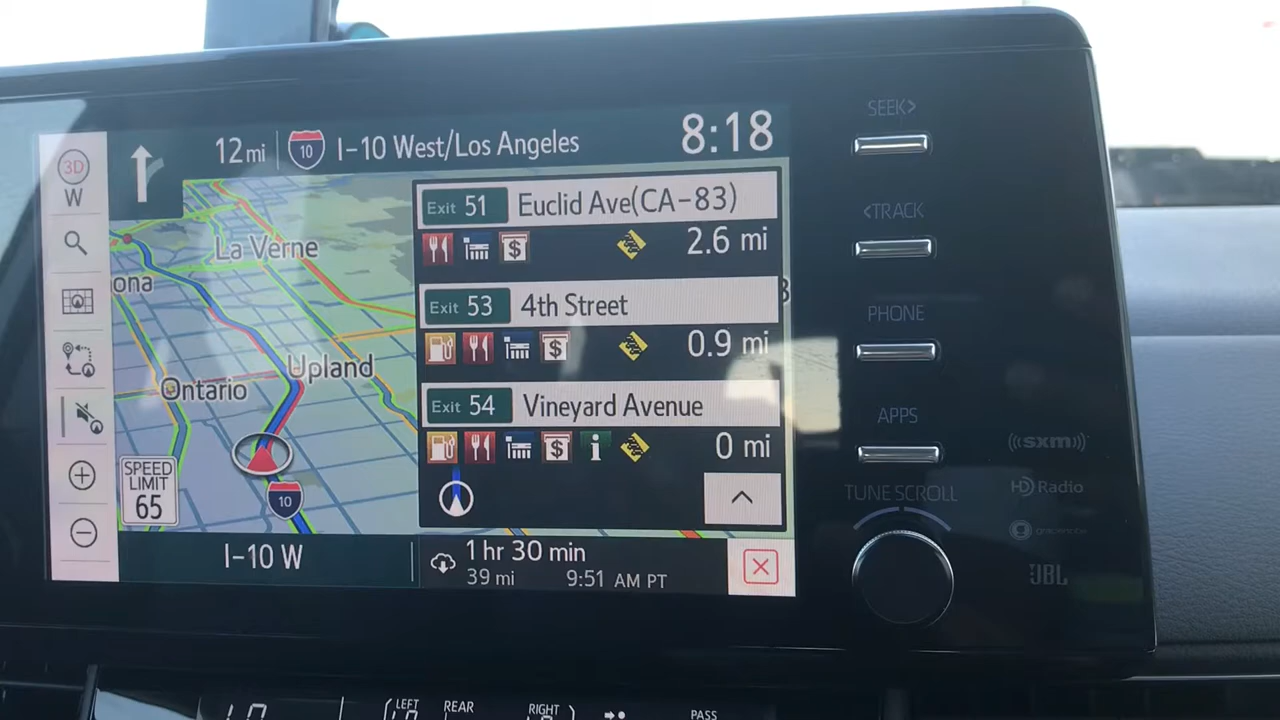 3D
W
12 mi
10
I-10 West/Los Angeles
8:18
Exit 51 Euclid Ave(CA-83)
$
2.6 mi
Exit 53 4th Street
$
0.9 mi
Exit 54 Vineyard Avenue
$ i
0 mi
La Verne
ona
Upland
Ontario
SPEED
LIMIT
65
10
I-10 W
1 hr 30 min
39 mi 9:51 AM PT
SEEK>
<TRACK
PHONE
APPS
TUNE SCROLL
((sxm))
HD Radio
gracenote
JBL
LEFT
REAR
RIGHT
PASS